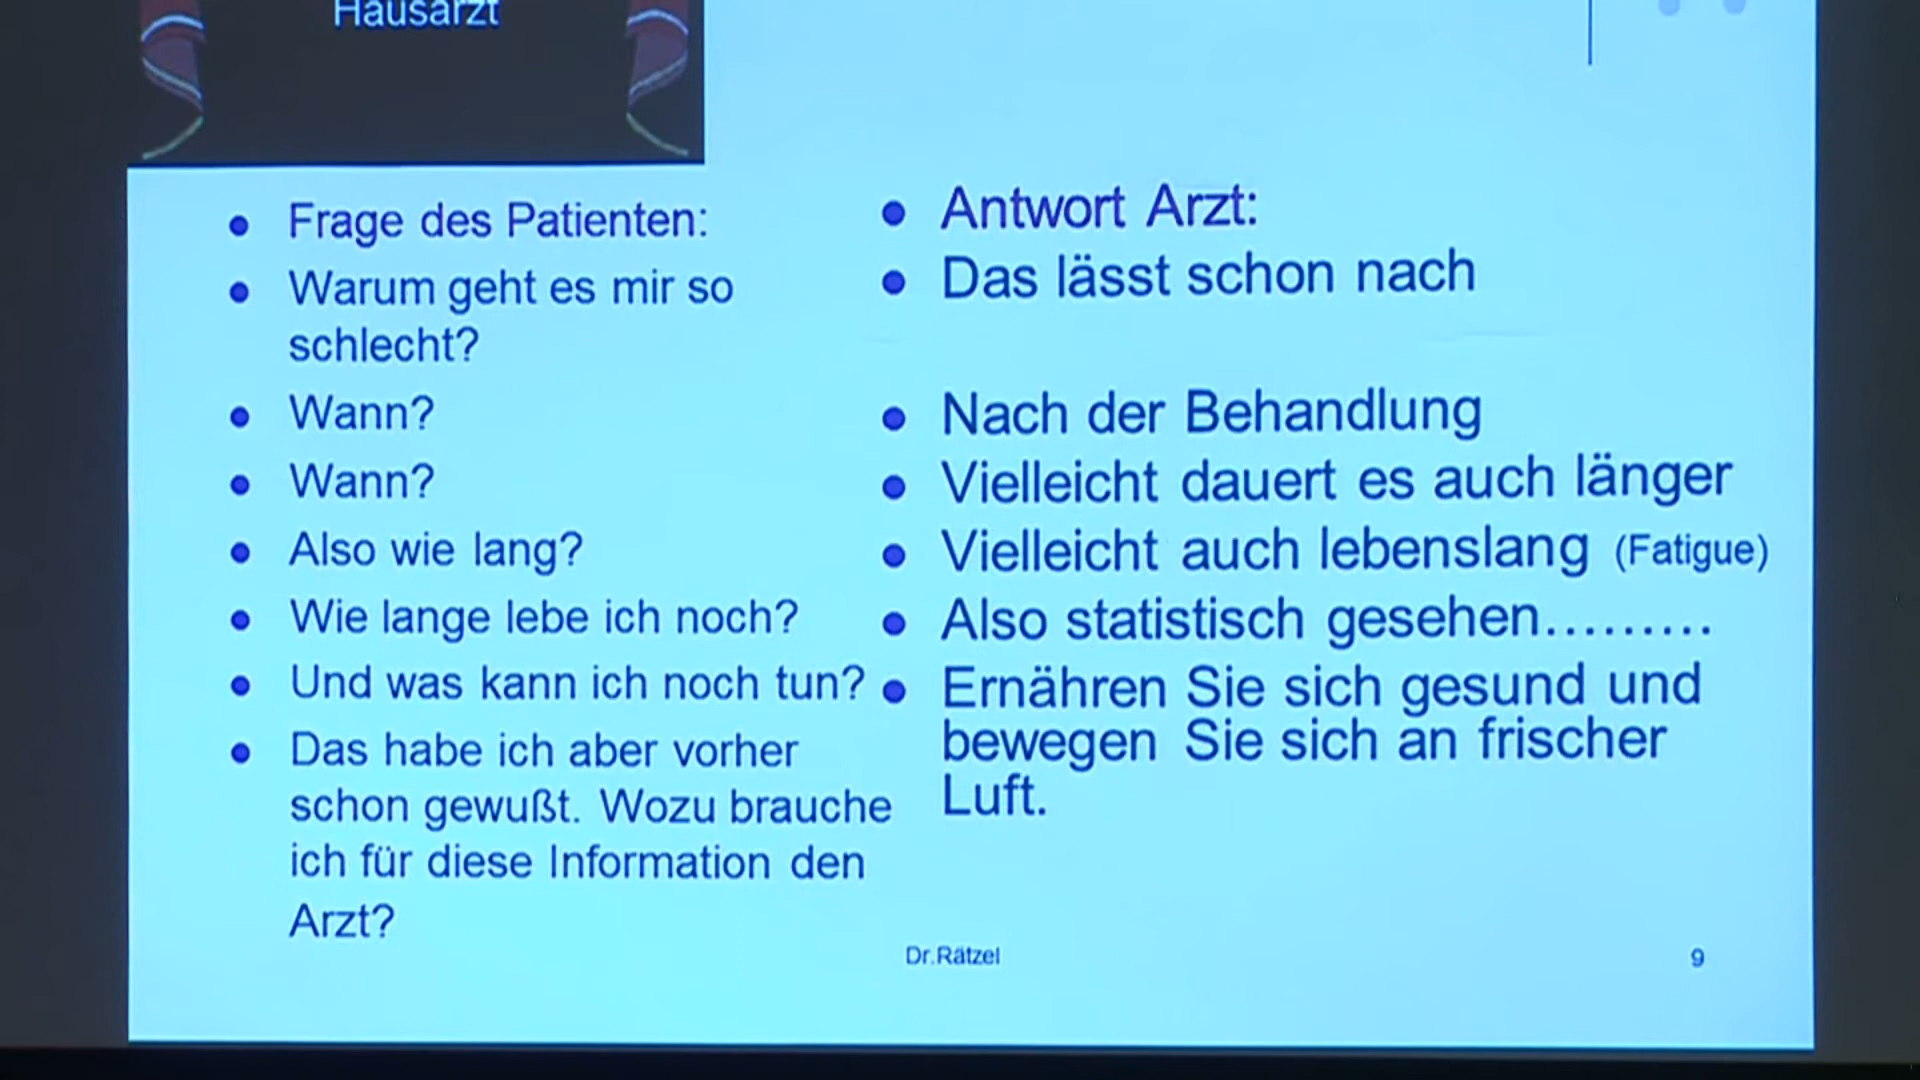 Hausarzt
Frage des Patienten:
Warum geht es mir so
schlecht?
Wann?
Wann?
Also wie lang?
Wie lange lebe ich noch?
Und was kann ich noch tun?
Das habe ich aber vorher
schon gewußt. Wozu brauche
ich für diese Information den
Arzt?
Antwort Arzt:
Das lässt schon nach
Nach der Behandlung
Vielleicht dauert es auch länger
Vielleicht auch lebenslang (Fatigue)
Also statistisch gesehen.........
Ernähren Sie sich gesund und
bewegen Sie sich an frischer
Luft.
Dr.Rätzel
9